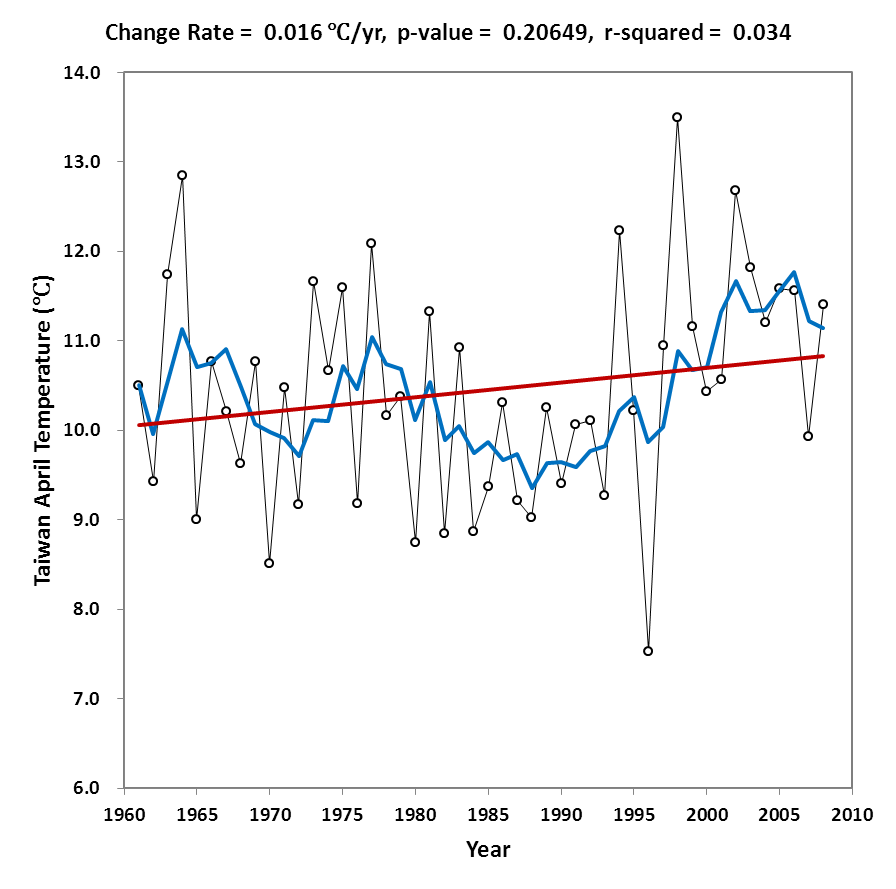 Change Rate = 0.016 ℃/yr, p-value = 0.20649, r-squared = 0.034
14.0
13.0
12.0
11.0
10.0
9.0
8.0
7.0
6.0
Taiwan April Temperature (℃)
1960 1965 1970 1975 1980 1985 1990 1995 2000 2005 2010
Year